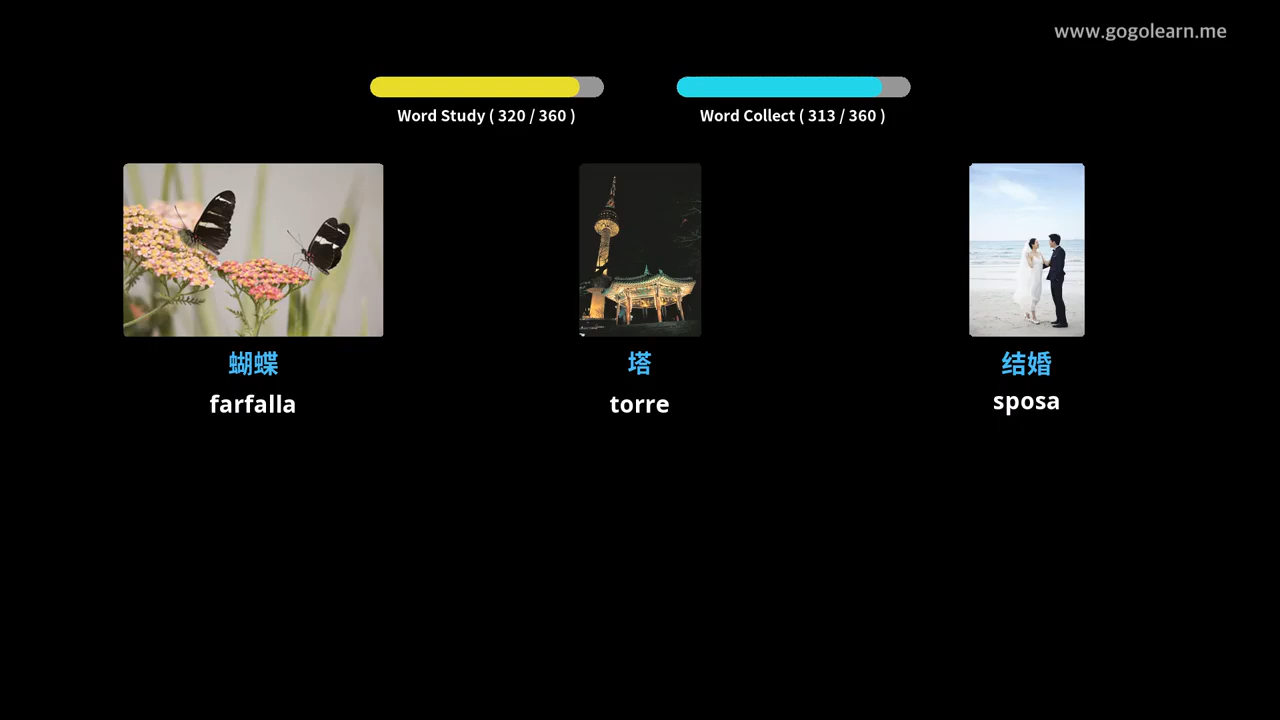 www.gogolearn.me
Word Study ( 320 / 360 )
Word Collect ( 313 / 360 )
蝴蝶
塔
结婚
farfalla
torre
sposa